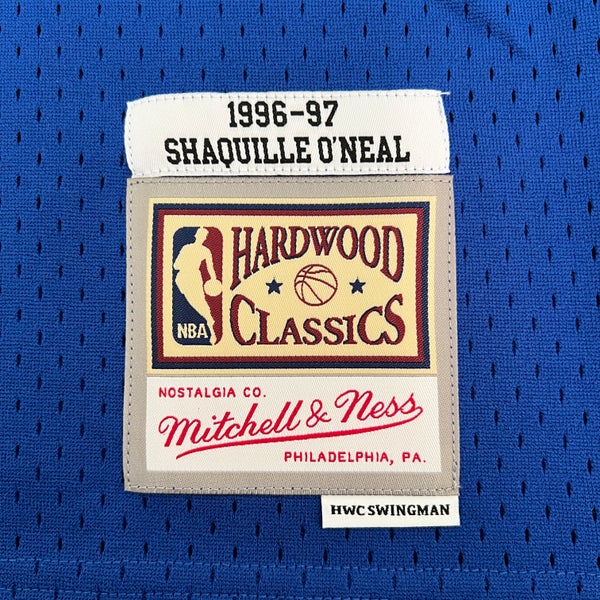 1996-97
SHAQUILLE O'NEAL
HARDWOOD
CLASSICS
NBA
NOSTALGIA CO.
Mitchell & Ness
PHILADELPHIA, PA.
HWC SWINGMAN